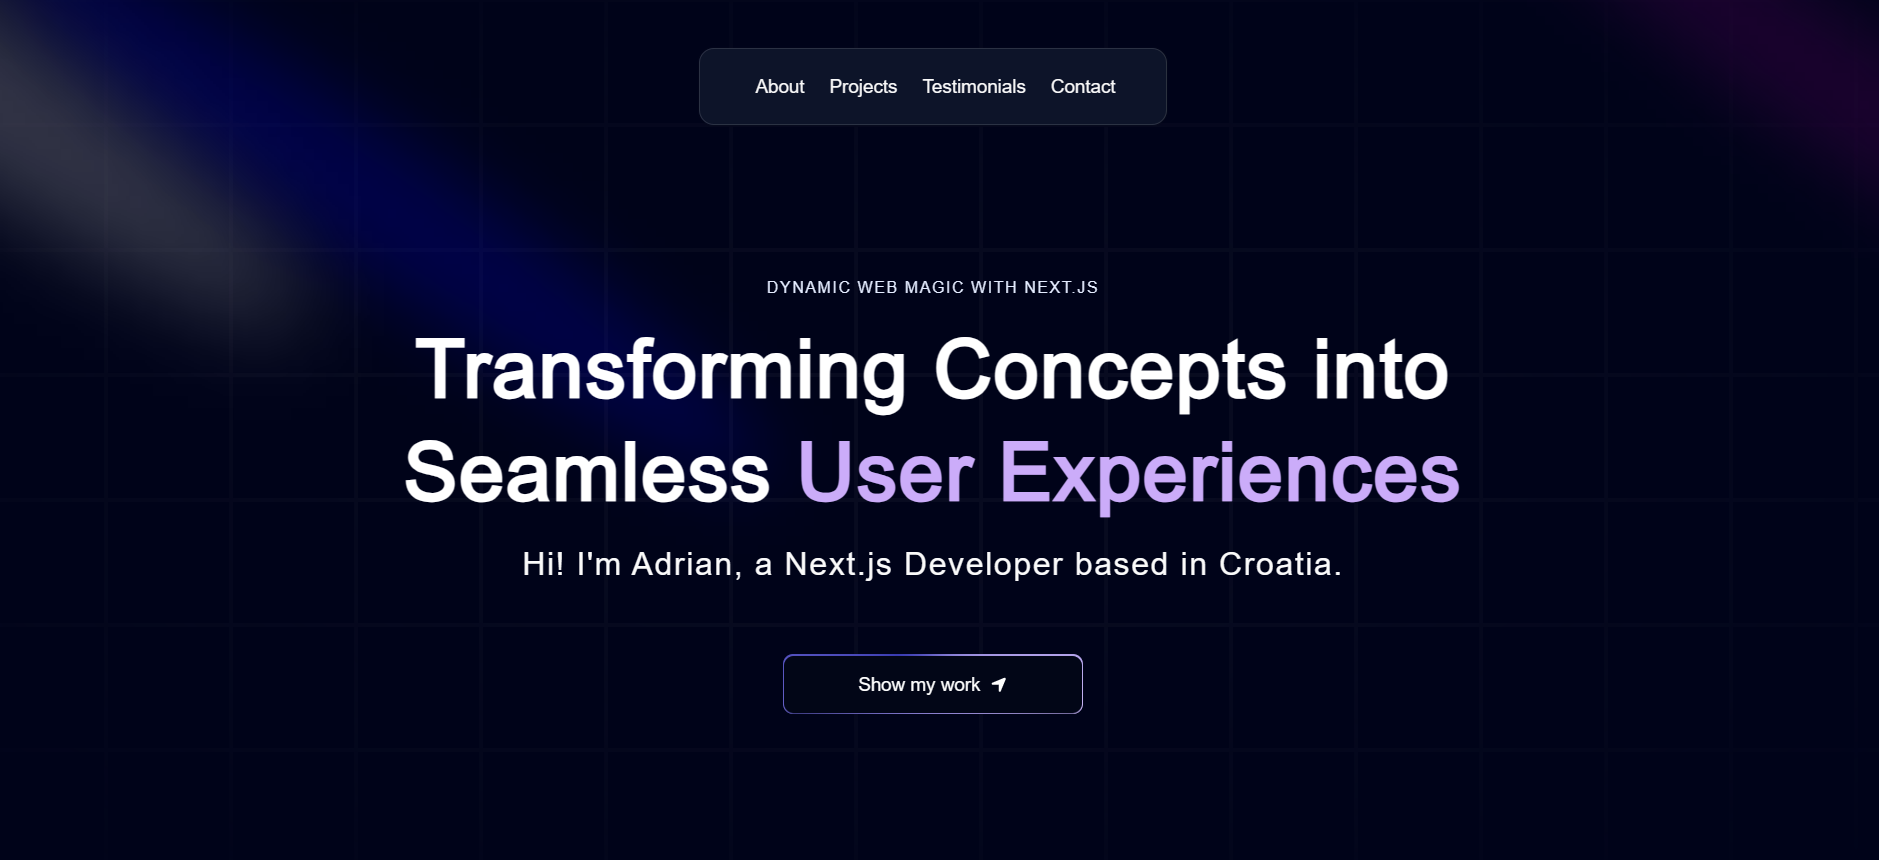 About Projects Testimonials Contact
DYNAMIC WEB MAGIC WITH NEXT.JS
Transforming Concepts into
Seamless User Experiences
Hi! I'm Adrian, a Next.js Developer based in Croatia.
Show my work